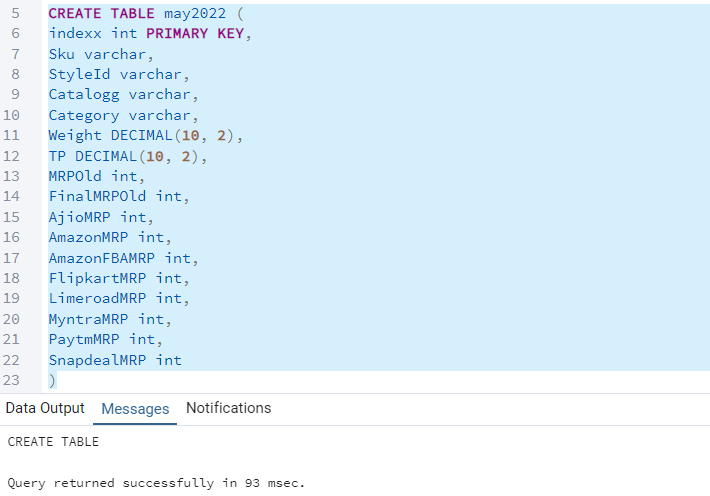 5 CREATE TABLE may2022 (
6 indexx int PRIMARY KEY,
7 Sku varchar,
8 StyleId varchar,
9 Catalogg varchar,
10 Category varchar,
11 Weight DECIMAL(10, 2),
12 TP DECIMAL(10, 2),
13 MRPOld int,
14 FinalMRPOld int,
15 AjioMRP int,
16 AmazonMRP int,
17 AmazonFBAMRP int,
18 FlipkartMRP int,
19 LimeroadMRP int,
20 MyntraMRP int,
21 PaytmMRP int,
22 SnapdealMRP int
23 )
Data Output Messages Notifications
CREATE TABLE
Query returned successfully in 93 msec.